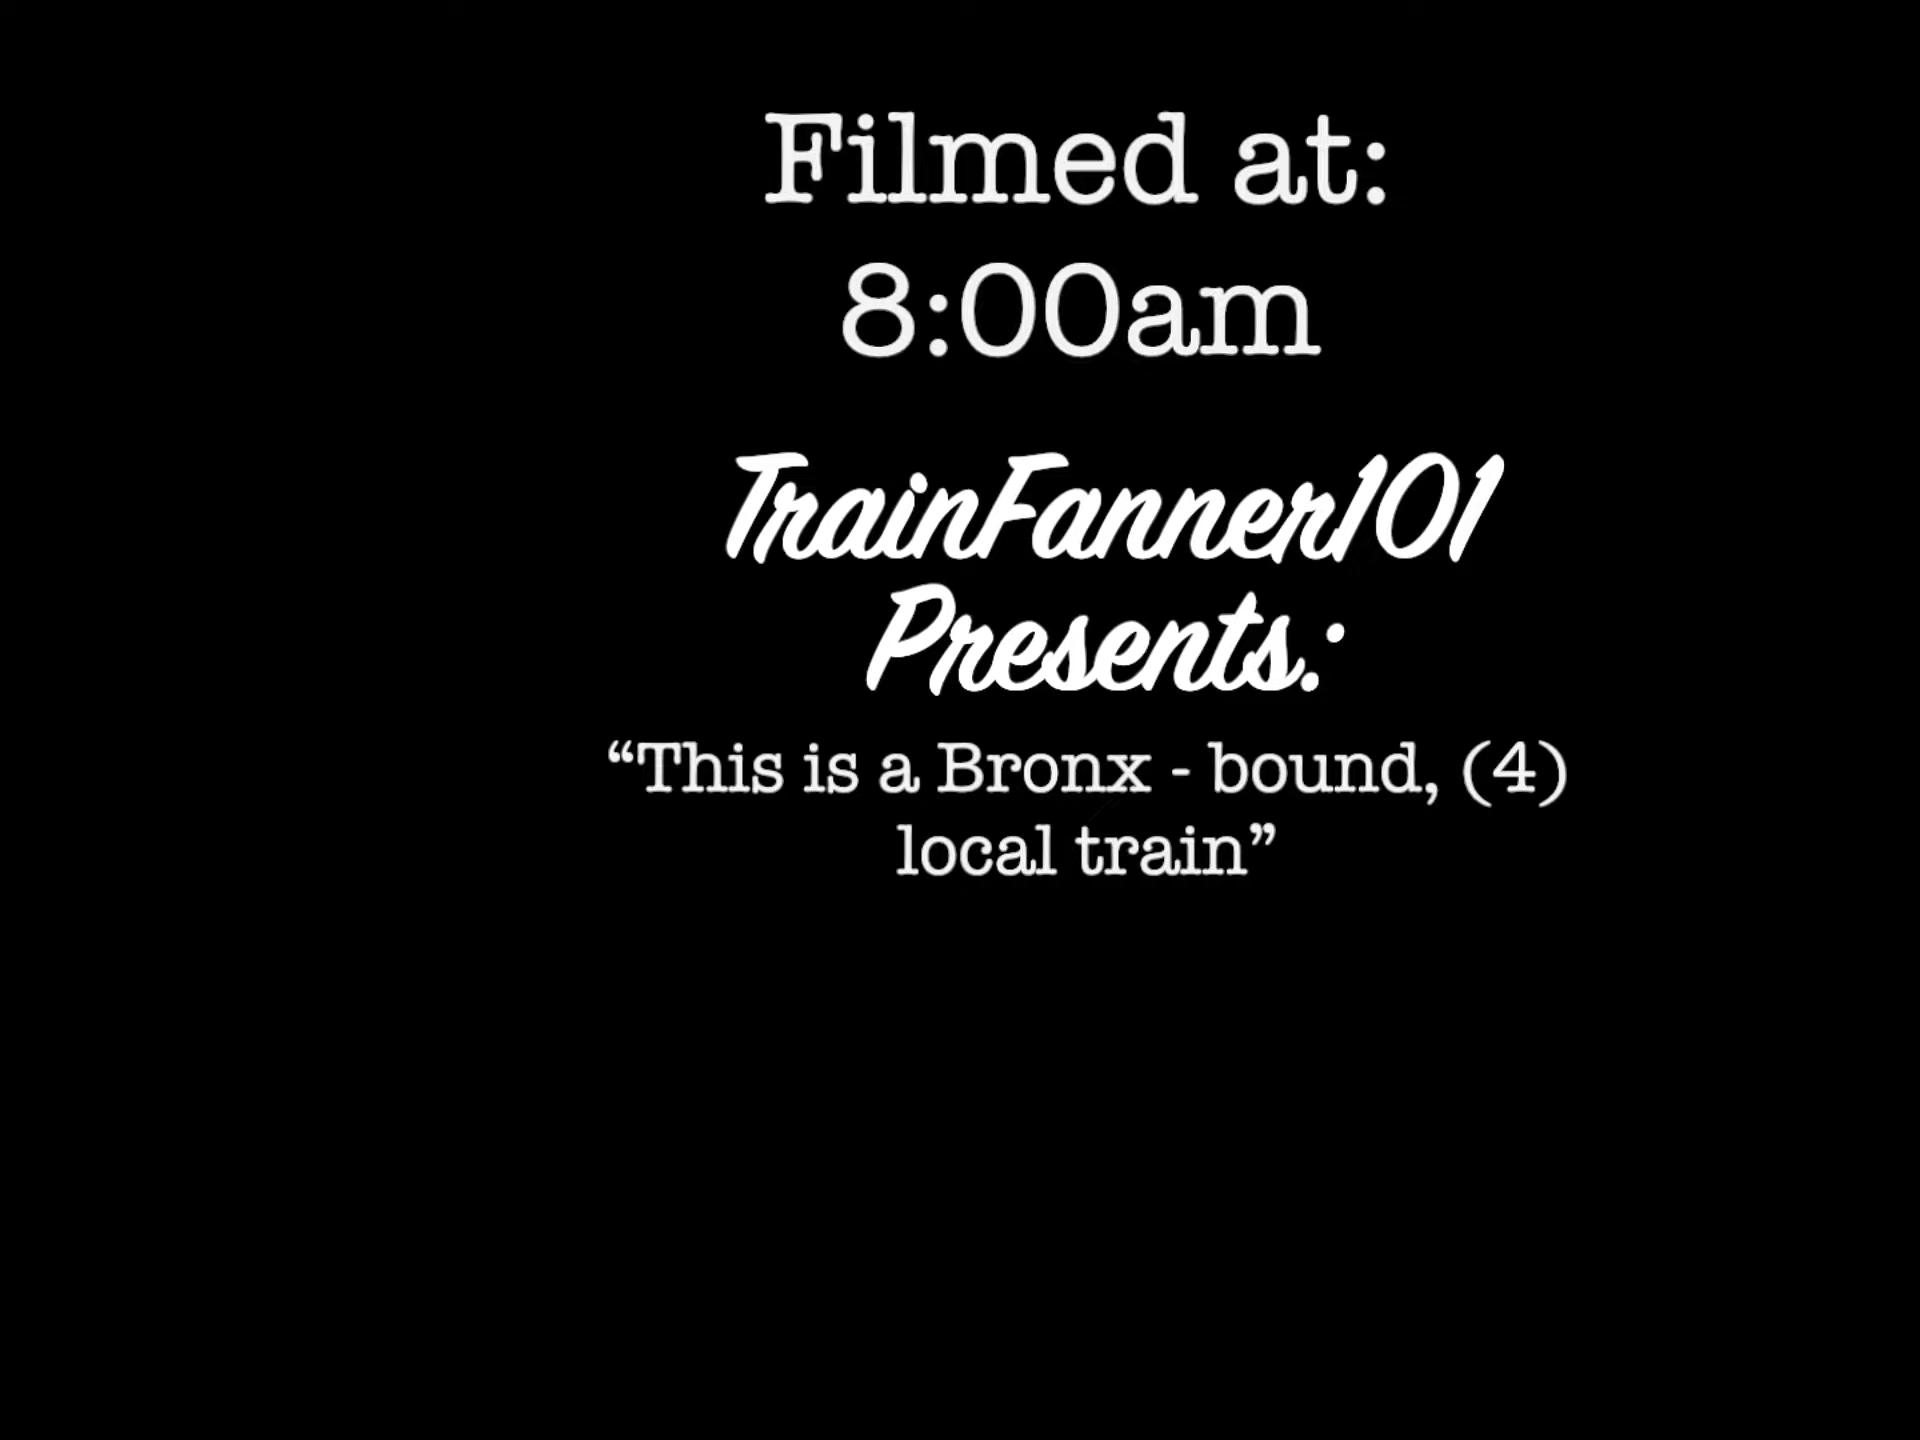 Filmed at:
8:00am
TrainFanner101
Presents:
“This is a Bronx - bound, (4)
local train”